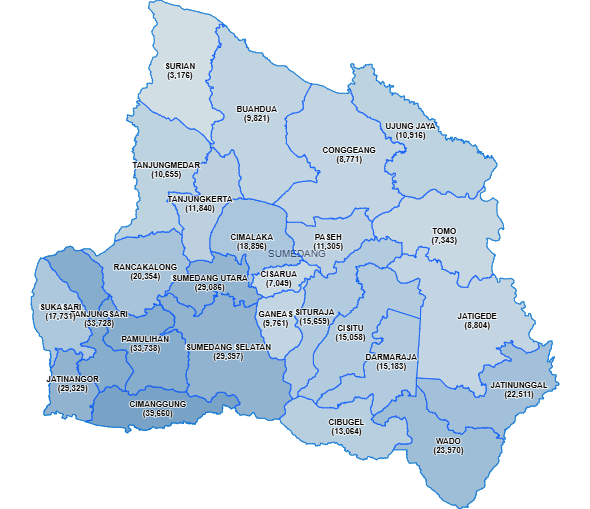 SURIAN
(3,176)
BUAHDUA
(9,821)
UJUNG JAYA
(10,916)
CONGGEANG
(8,771)
TANJUNGMEDAR
(10,655)
TANJUNGKERTA
(11,840)
CIMALAKA
(18,896)
PASEH
(11,305)
TOMO
(7,343)
SUMEDANG
RANCAKALONG
(20,354)
SUMEDANG UTARA
(29,086)
CISARUA
(7,049)
SUKASARI
(17,731)
TANJUNGSARI
(33,728)
GANEAS
(9,761)
SITURAJA
(15,659)
CISITU
(15,058)
JATIGEDE
(8,804)
PAMULIHAN
(33,738)
SUMEDANG SELATAN
(29,397)
DARMARAJA
(15,183)
JATINANGOR
(29,329)
JATINUNGGAL
(22,511)
CIMANGGUNG
(39,660)
CIBUGEL
(13,064)
WADO
(23,970)